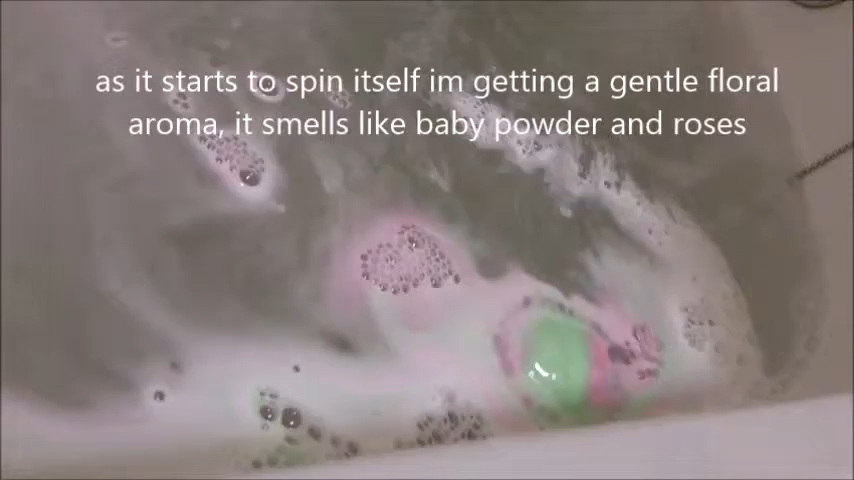 as it starts to spin itself im getting a gentle floral
aroma, it smells like baby powder and roses